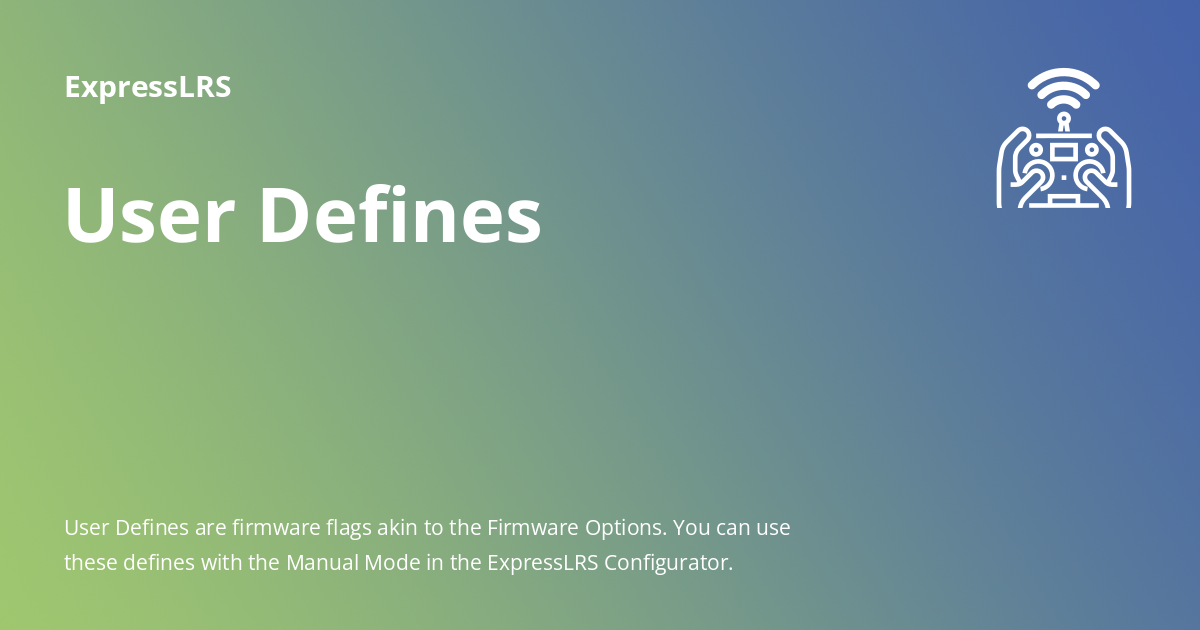 ExpressLRS
User Defines
User Defines are firmware flags akin to the Firmware Options. You can use
these defines with the Manual Mode in the ExpressLRS Configurator.